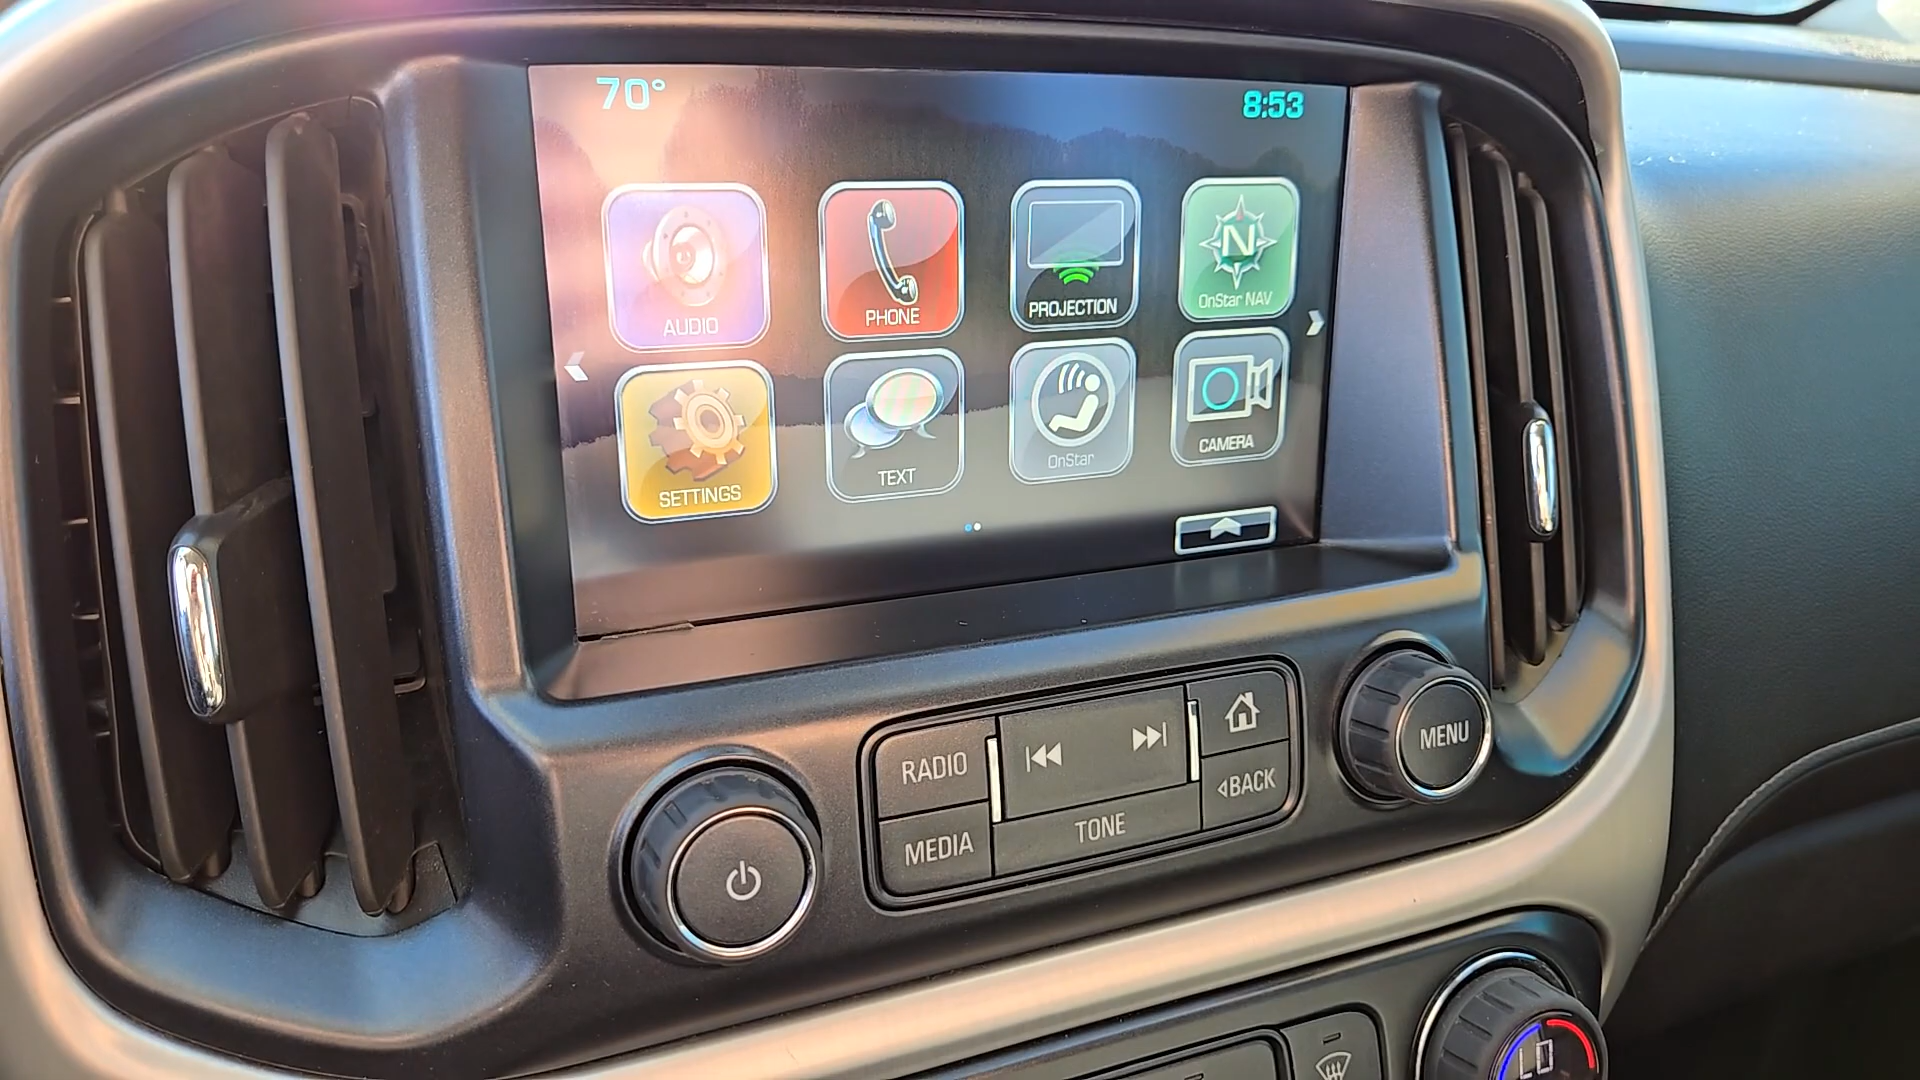 70°
8:53
AUDIO
PHONE
PROJECTION
N
OnStar NAV
SETTINGS
TEXT
OnStar
CAMERA
RADIO
MEDIA
TONE
BACK
MENU
LO